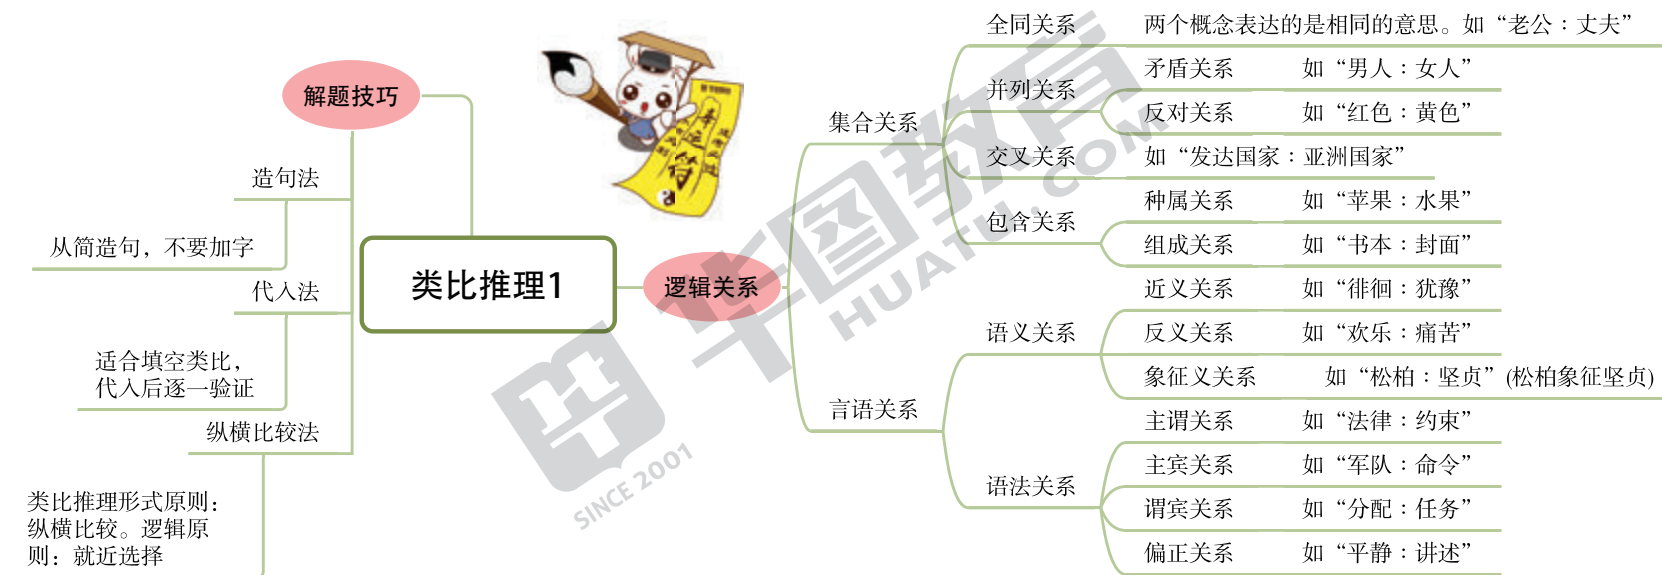 解题技巧
造句法
从简造句，不要加字
代入法
适合填空类比，
代入后逐一验证
纵横比较法
类比推理形式原则：
纵横比较。逻辑原
则：就近选择
类比推理1
逻辑关系
集合关系
全同关系 两个概念表达的是相同的意思。如“老公：丈夫”
并列关系
矛盾关系 如“男人：女人”
反对关系 如“红色：黄色”
交叉关系 如“发达国家：亚洲国家”
包含关系
种属关系 如“苹果：水果”
组成关系 如“书本：封面”
言语关系
语义关系
近义关系 如“徘徊：犹豫”
反义关系 如“欢乐：痛苦”
象征义关系 如“松柏：坚贞”(松柏象征坚贞)
语法关系
主谓关系 如“法律：约束”
主宾关系 如“军队：命令”
谓宾关系 如“分配：任务”
偏正关系 如“平静：讲述”
华图教育
HUATU.COM
SINCE 2001